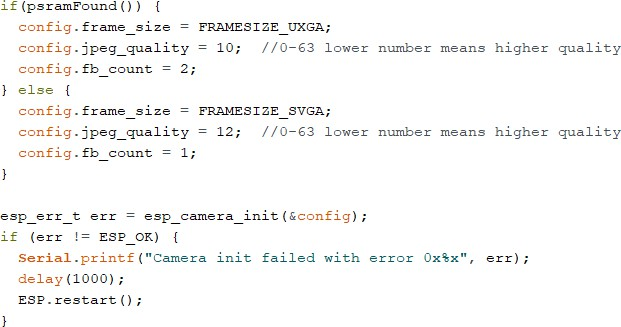 if(psramFound()) {
  config.frame_size = FRAMESIZE_UXGA;
  config.jpeg_quality = 10;  //0-63 lower number means higher quality
  config.fb_count = 2;
} else {
  config.frame_size = FRAMESIZE_SVGA;
  config.jpeg_quality = 12;  //0-63 lower number means higher quality
  config.fb_count = 1;
}

esp_err_t err = esp_camera_init(&config);
if (err != ESP_OK) {
  Serial.printf("Camera init failed with error 0x%x", err);
  delay(1000);
  ESP.restart();
}